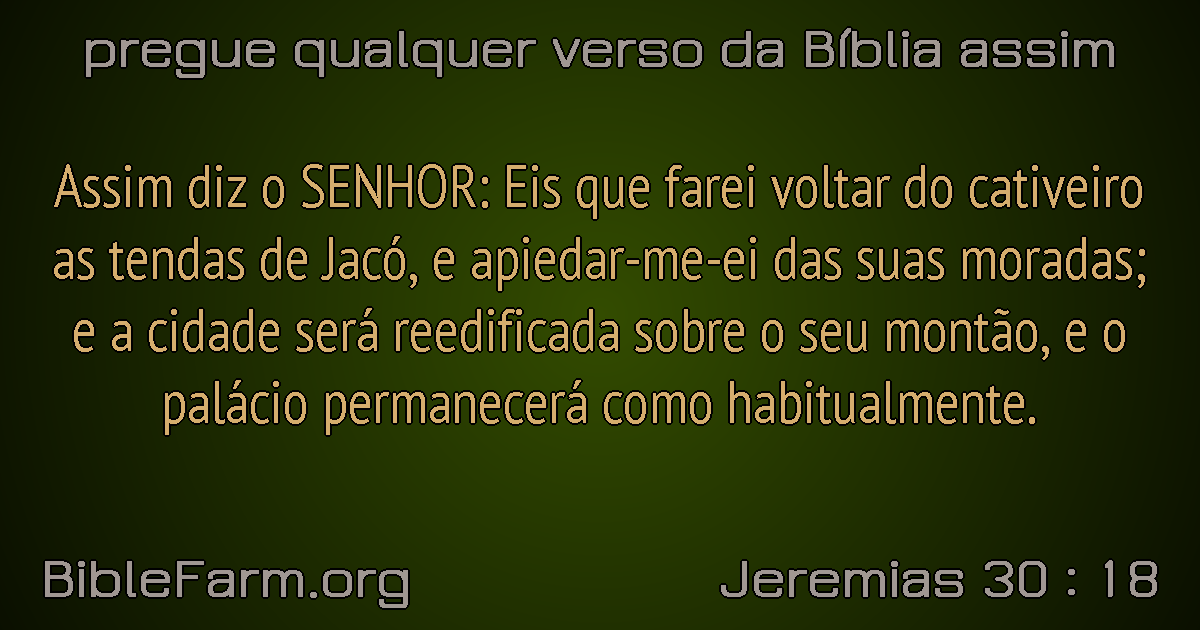 pregue qualquer verso da Bíblia assim
Assim diz o SENHOR: Eis que farei voltar do cativeiro
as tendas de Jacó, e apiedar-me-ei das suas moradas;
e a cidade será reedificada sobre o seu montão, e o
palácio permanecerá como habitualmente.
BibleFarm.org
Jeremias 30 : 18